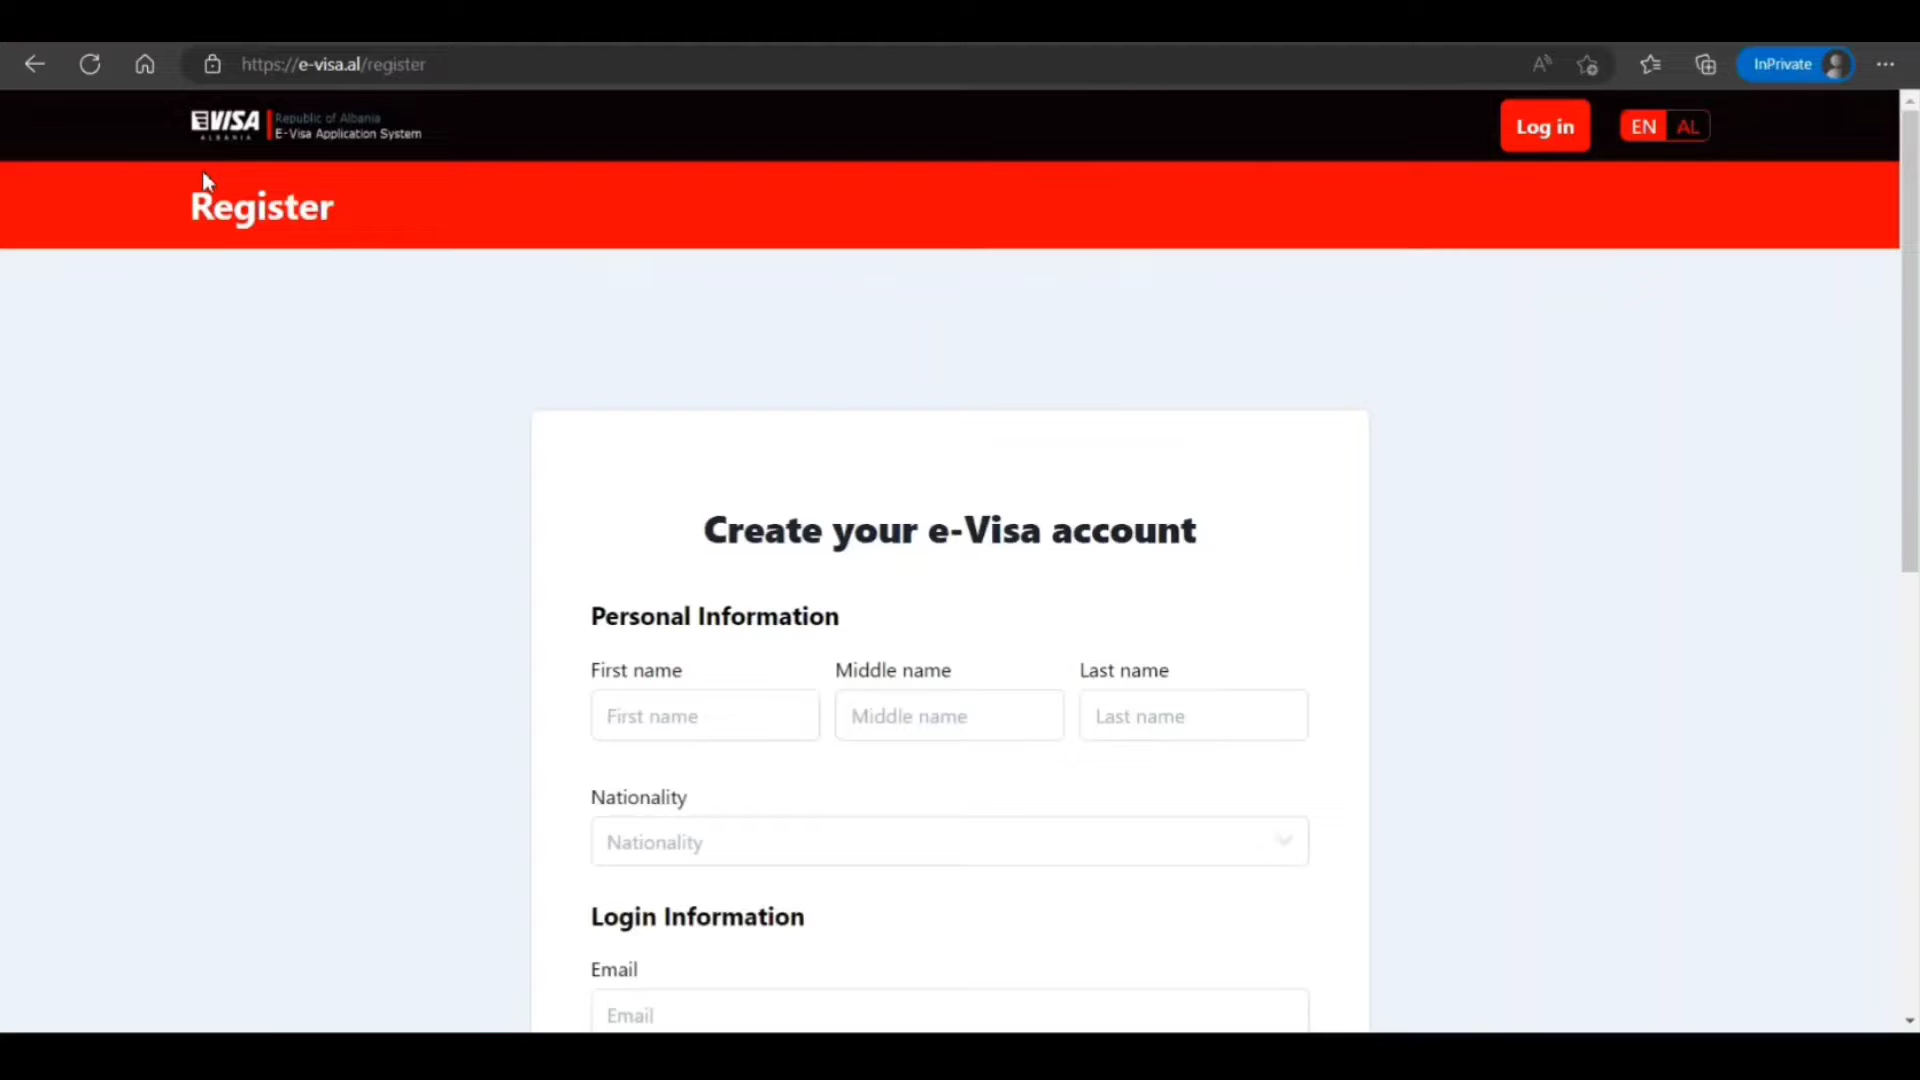 https://e-visa.al/register
InPrivate
EVISA
ALBANIA
Republic of Albania
E-Visa Application System
Log in
EN AL
Register
Create your e-Visa account
Personal Information
First name Middle name Last name
First name Middle name Last name
Nationality
Nationality
Login Information
Email
Email